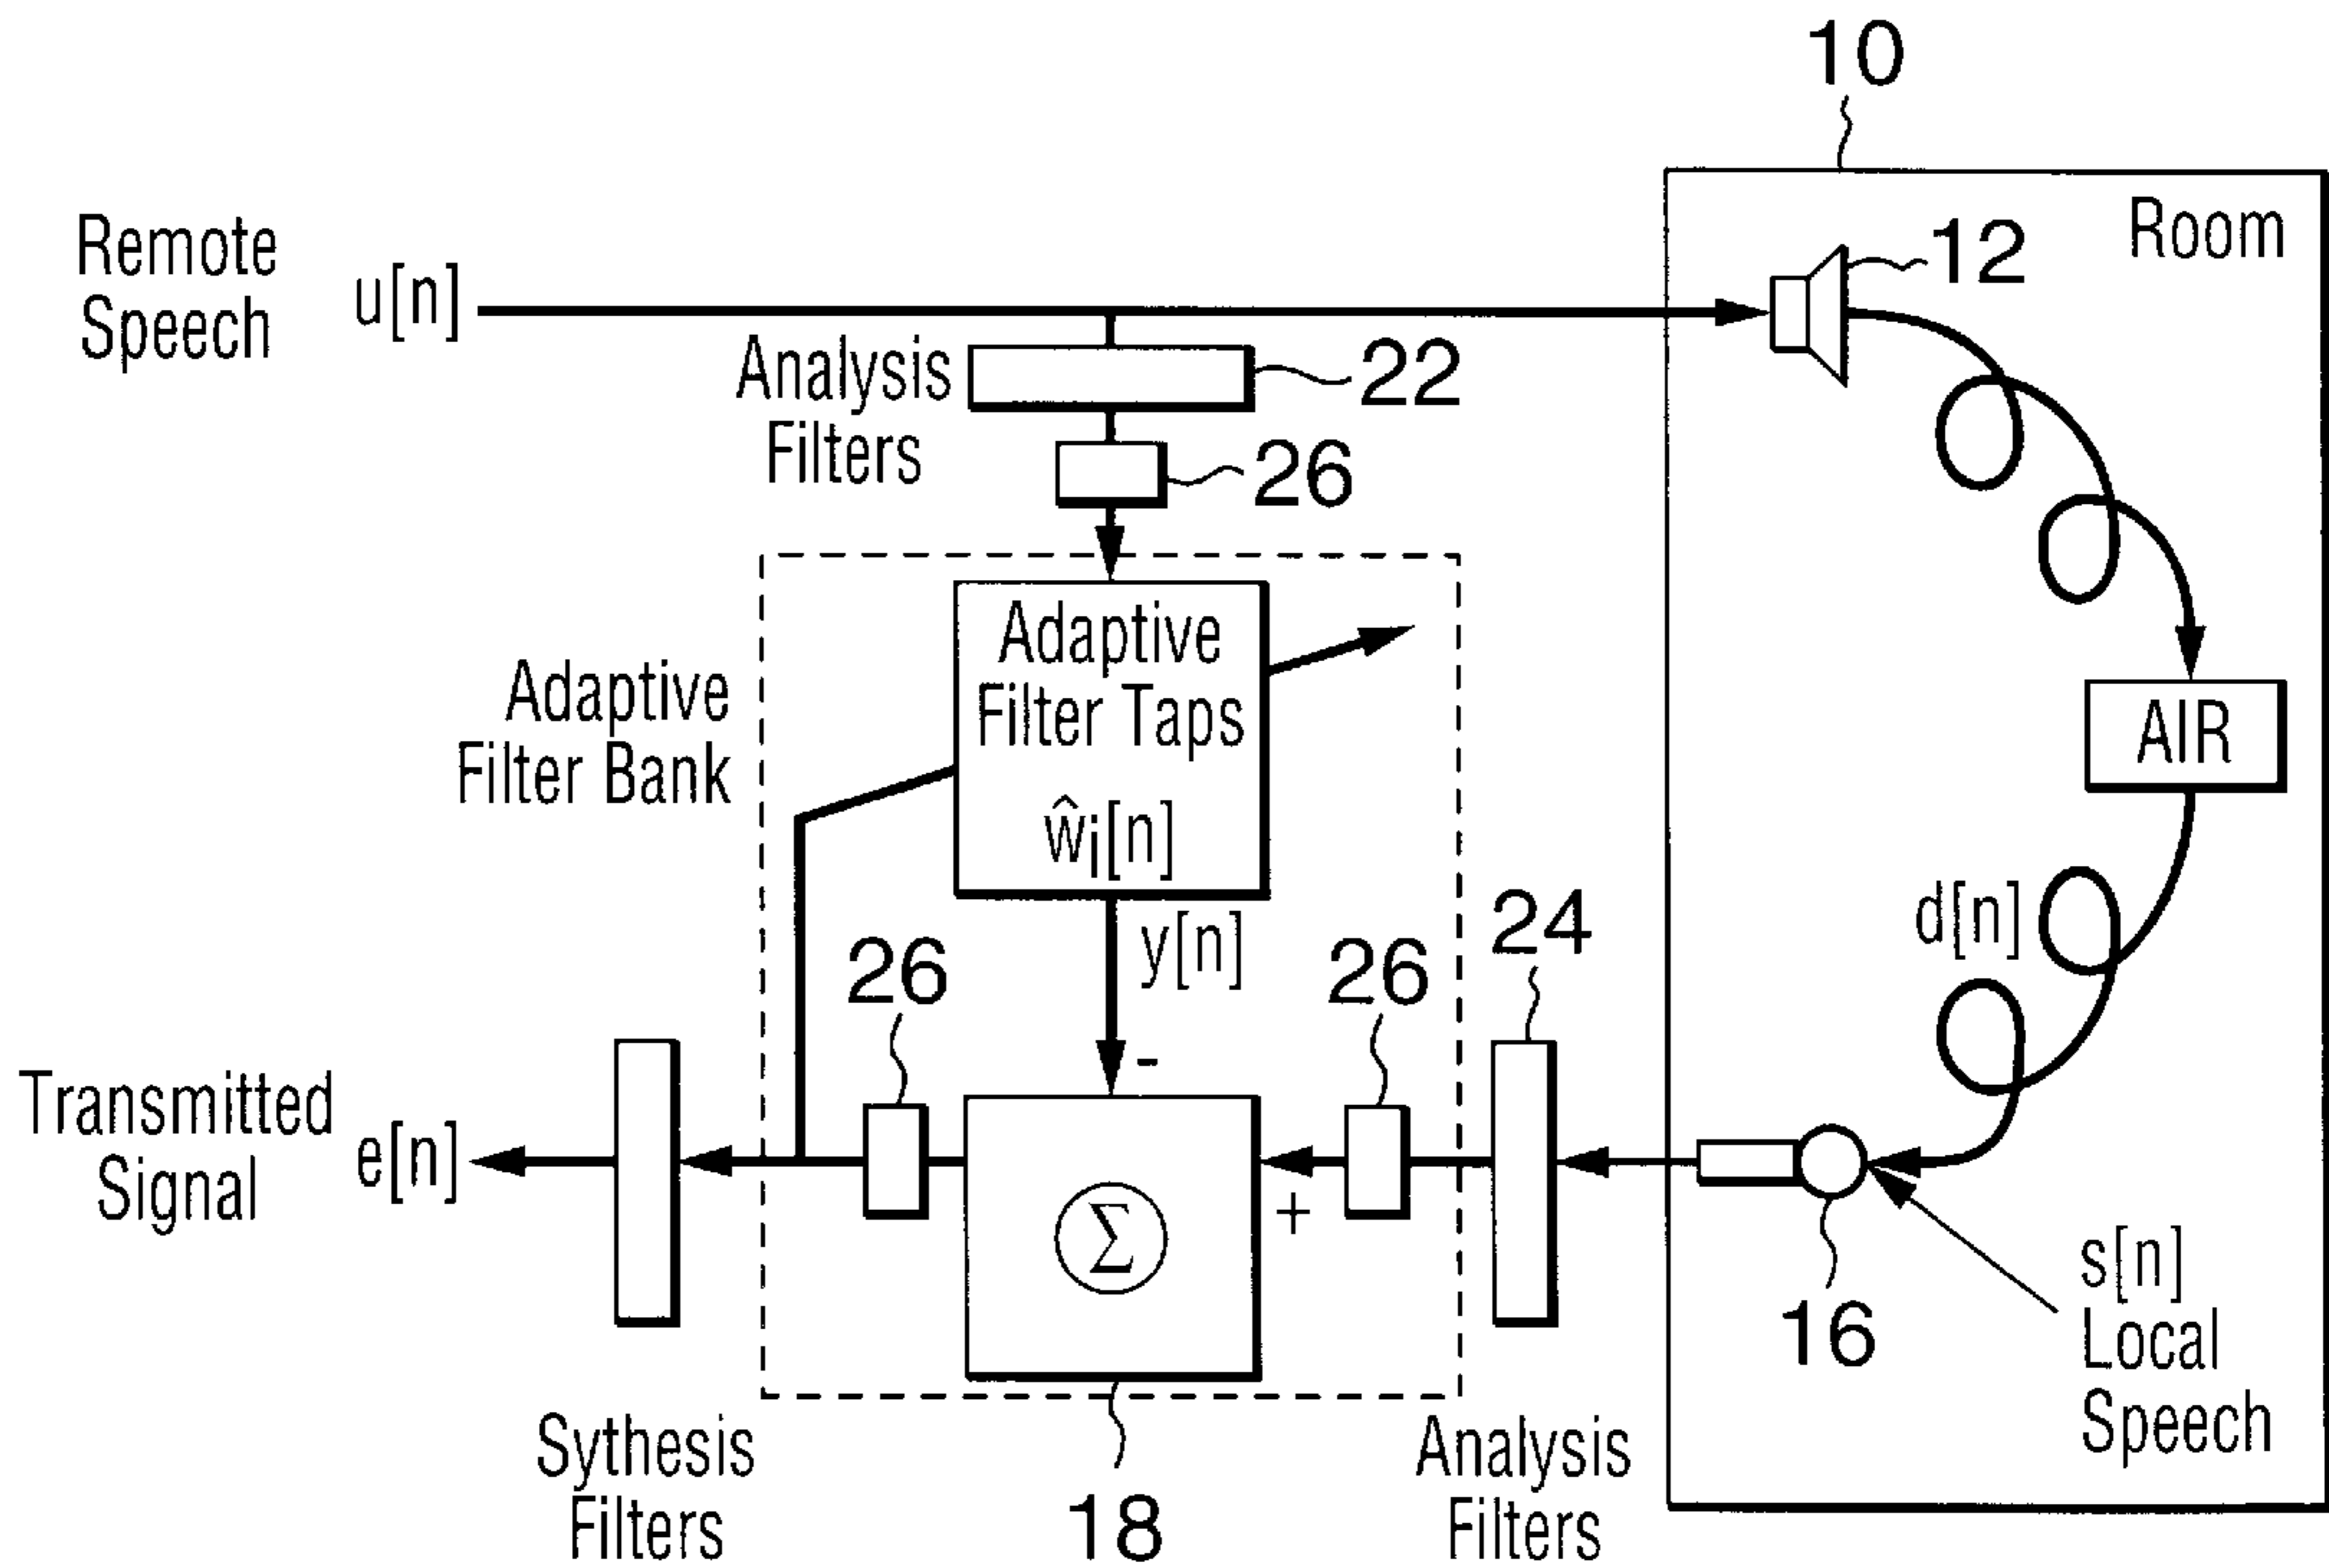 10
Room
12
Remote
Speech
u[n]
Analysis
Filters
22
26
Adaptive
Filter Bank
Adaptive
Filter Taps
ŵi[n]
AIR
y[n]
-
26
26
24
d[n]
Transmitted
Signal
e[n]
Σ
+
16
s[n]
Local
Speech
Sythesis
Filters
18
Analysis
Filters